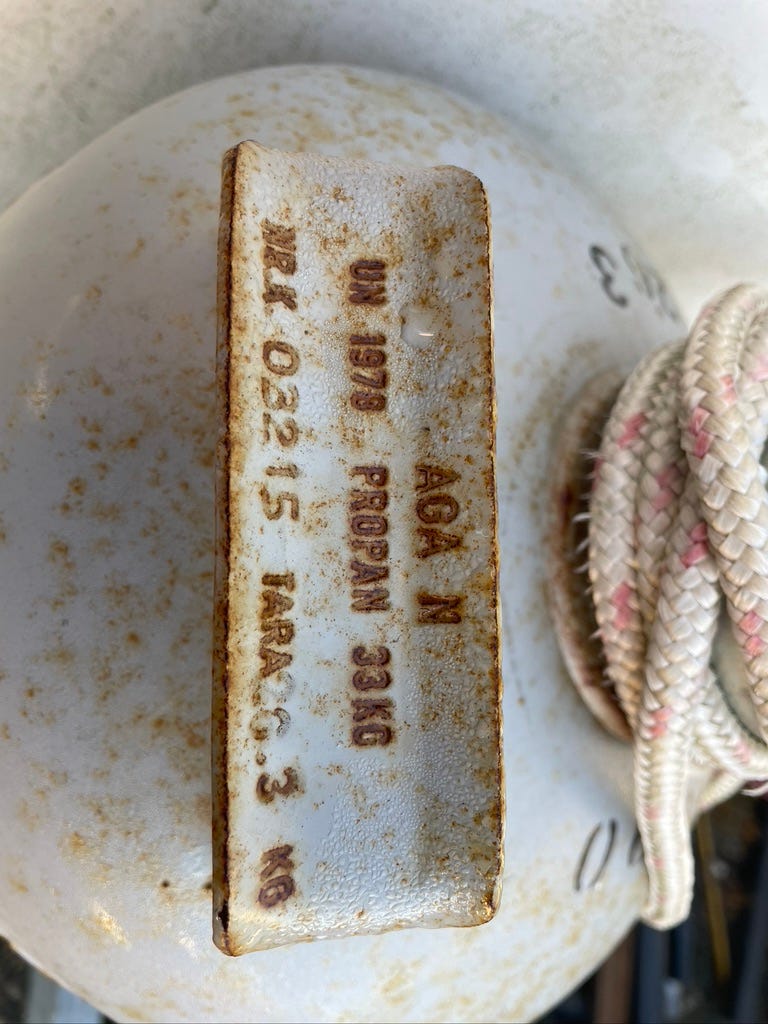 AGA N
UN 1978 PROPAN 33KG
NR.K 03215 TARA KG